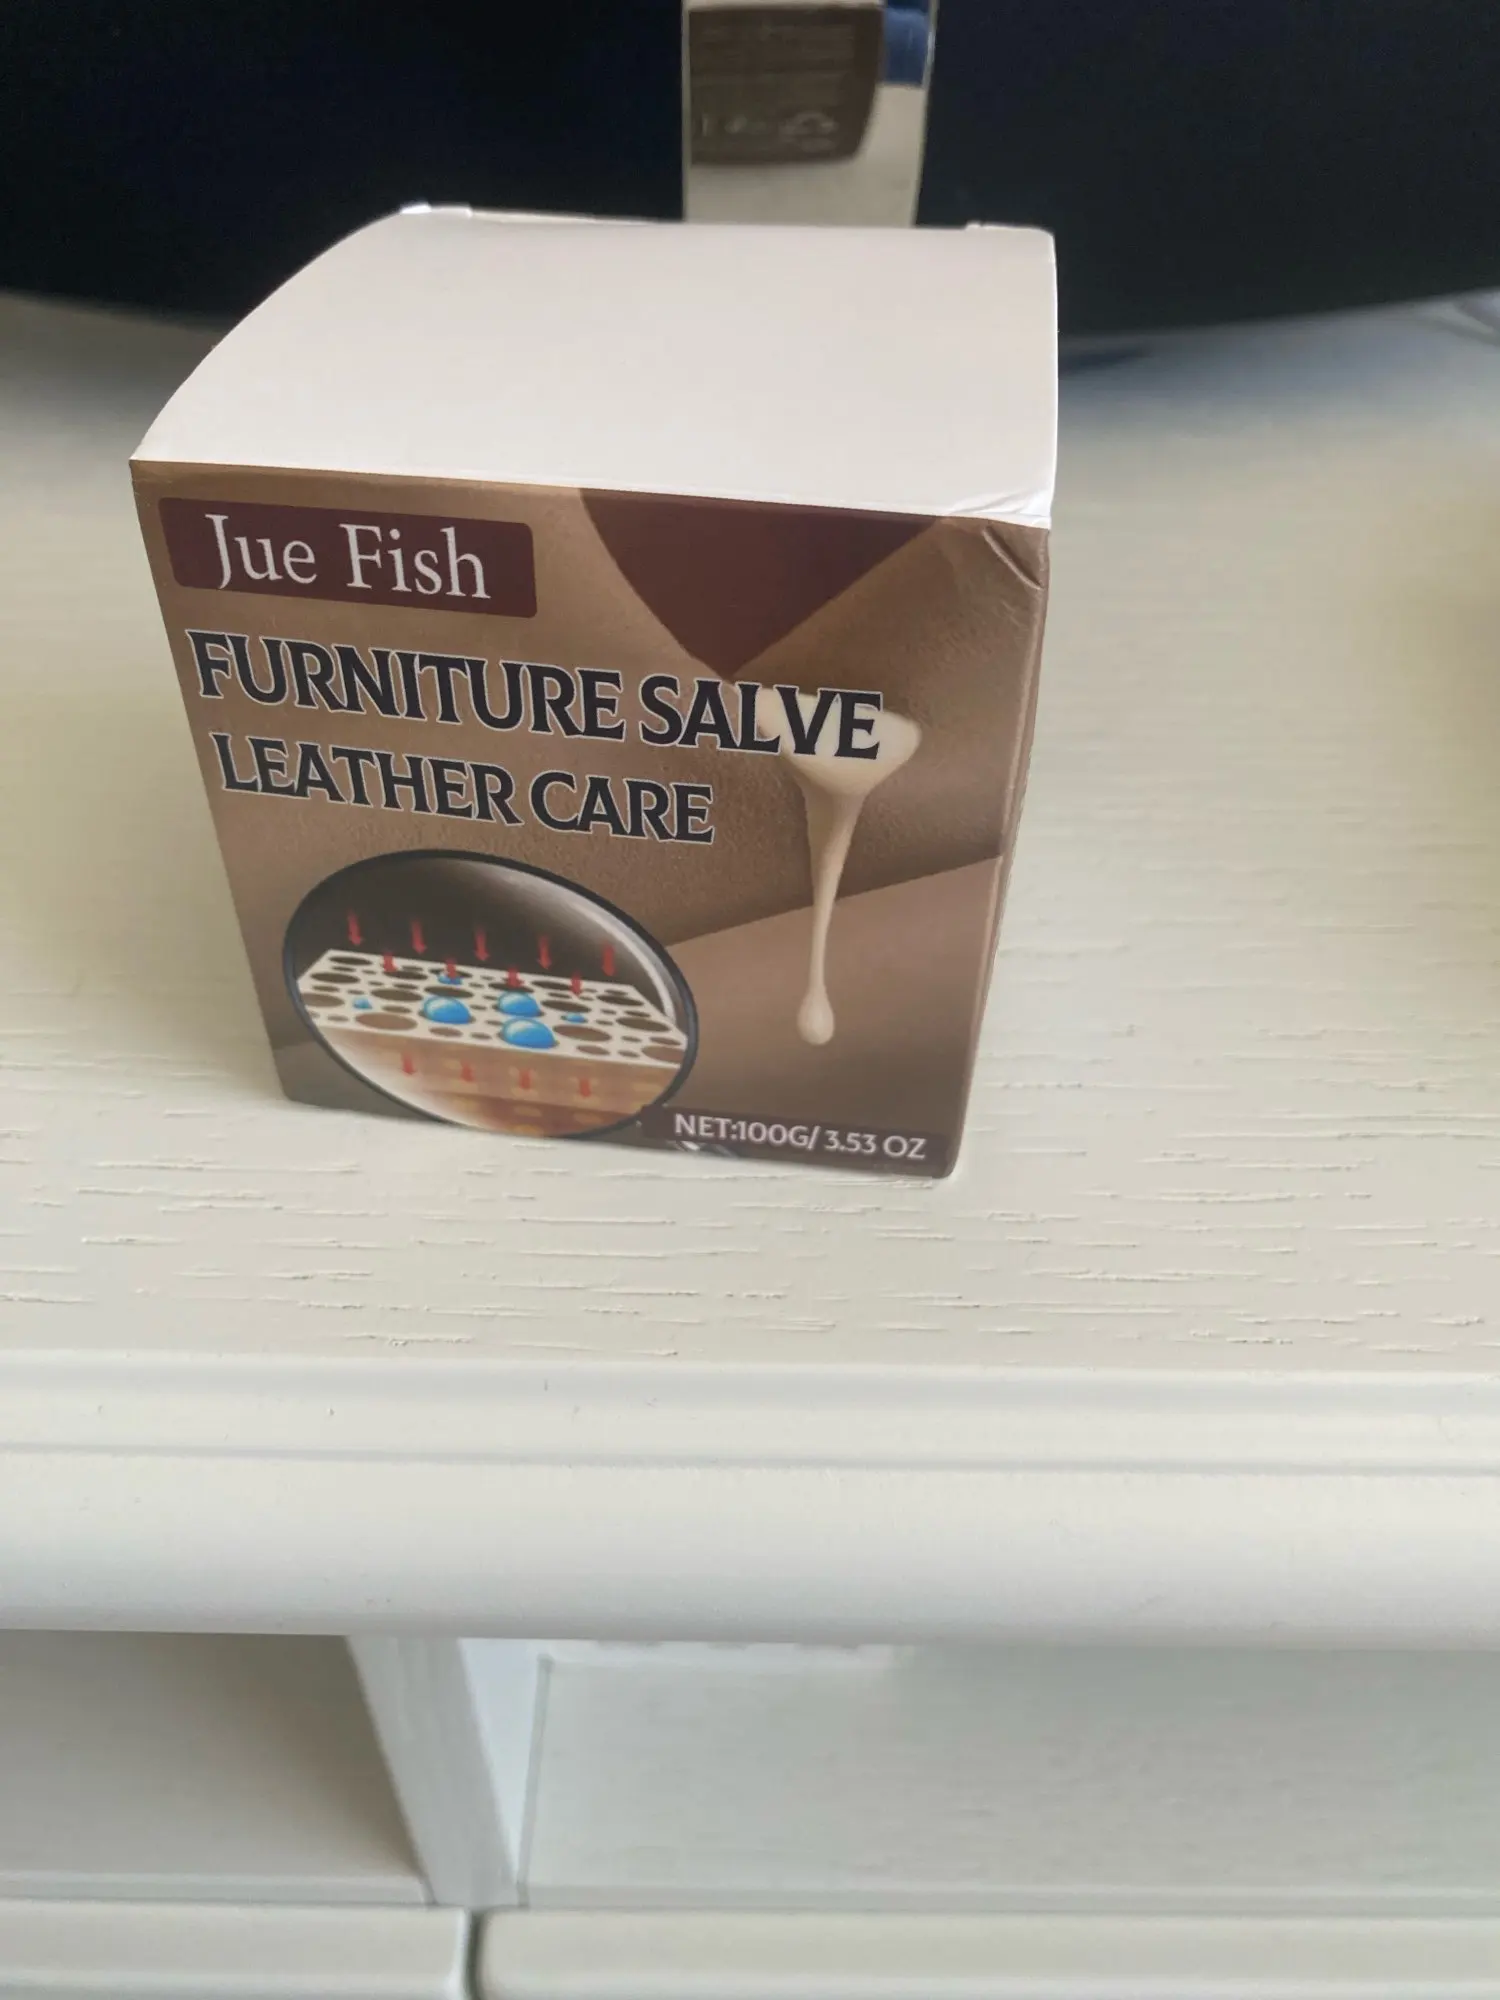 Jue Fish
FURNITURE SALVE
LEATHER CARE
NET:100G/ 3.53 OZ